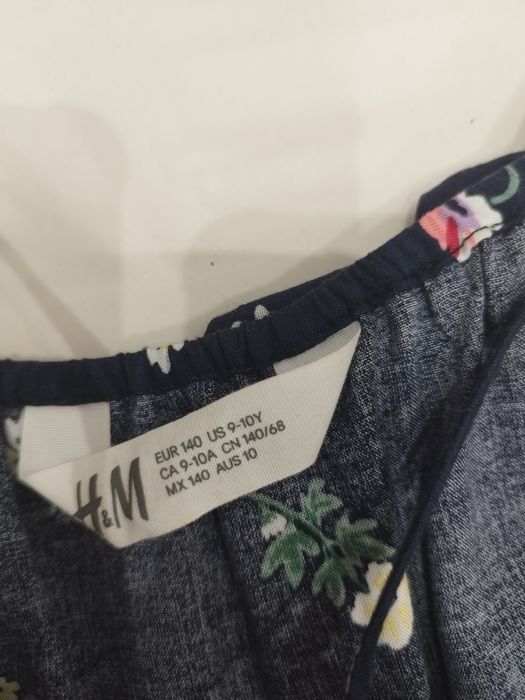 EUR 140 US 9-10Y
CA 9-10A CN 140/68
MX 140 AUS 10
H&M